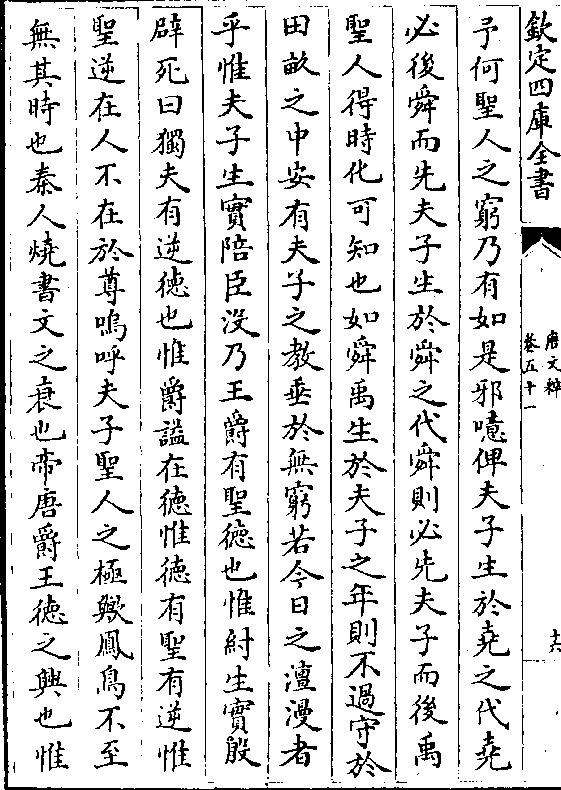 欽定四庫全書
唐文粹
卷五十一
十六
予何聖人之窮乃有如是邪噫俾夫子生於堯之代堯
必後舜而先夫子生於舜之代舜則必先夫子而後禹
聖人得時化可知也如舜禹生於夫子之年則不過守於
田畝之中安有夫子之教垂於無窮若今日之澶漫者
乎惟夫子生實陪臣沒乃王爵有聖德也惟紂生實殷
辟死曰獨夫有逆徳也惟爵謚在徳惟徳有聖有逆惟
聖逆在人不在於尊嗚呼夫子聖人之極歟鳳鳥不至
無其時也秦人燒書文之衰也帝唐爵王徳之興也惟